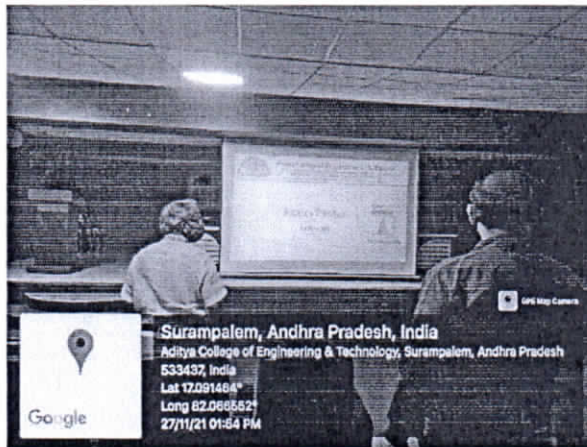 GPS Map Camera
Surampalem, Andhra Pradesh, India
Aditya College of Engineering & Technology, Surampalem, Andhra Pradesh
533437, India
Lat 17.091464°
Long 82.066552°
27/11/21 01:54 PM
Google